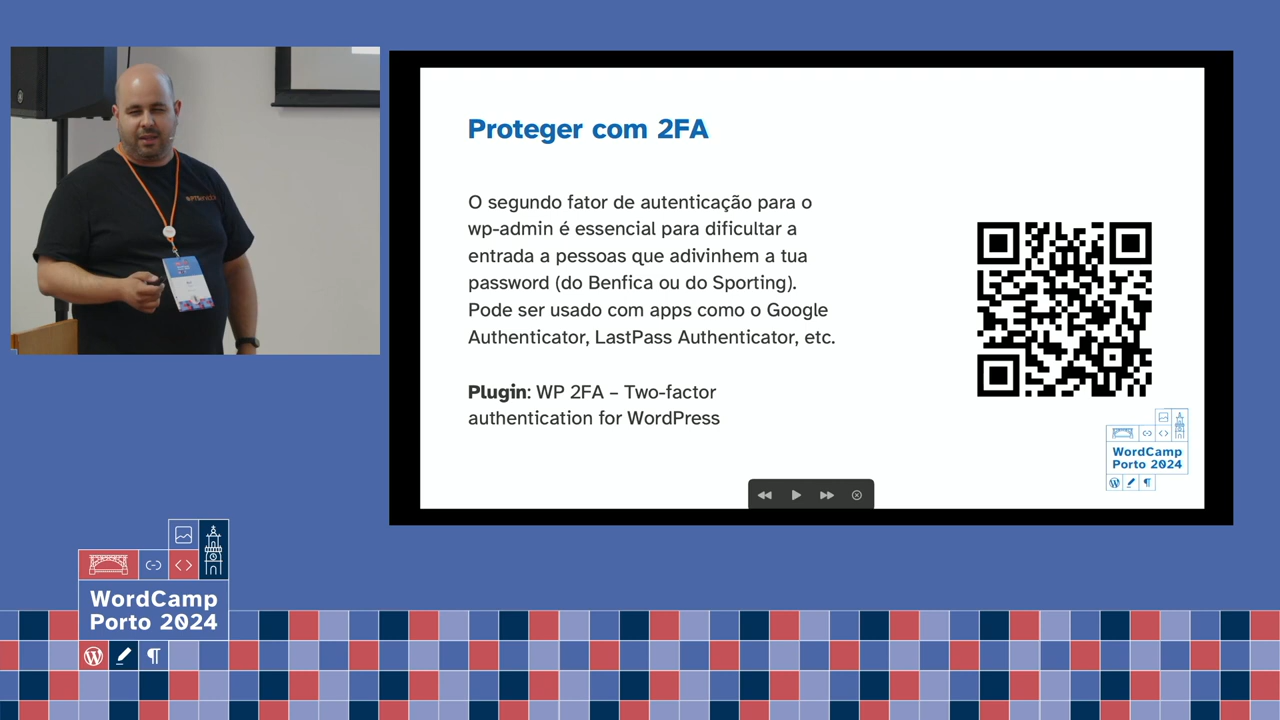 Proteger com 2FA
O segundo fator de autenticação para o
wp-admin é essencial para dificultar a
entrada a pessoas que adivinhem a tua
password (do Benfica ou do Sporting).
Pode ser usado com apps como o Google
Authenticator, LastPass Authenticator, etc.
Plugin: WP 2FA – Two-factor
authentication for WordPress
WordCamp
Porto 2024
WordCamp
Porto 2024